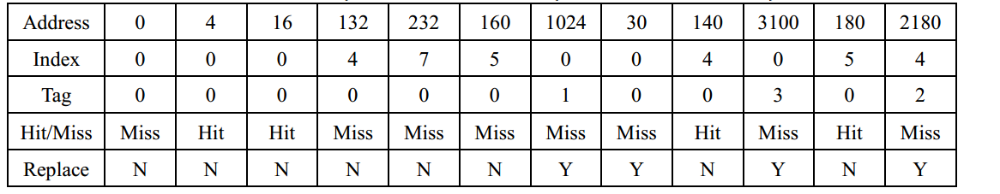 Address 0 4 16 132 232 160 1024 30 140 3100 180 2180
Index 0 0 0 4 7 5 0 0 4 0 5 4
Tag 0 0 0 0 0 0 1 0 0 3 0 2
Hit/Miss Miss Hit Hit Miss Miss Miss Miss Miss Hit Miss Hit Miss
Replace N N N N N N Y Y N Y N Y